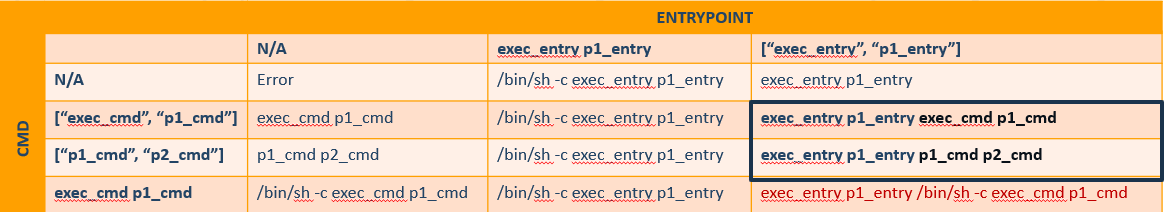 ENTRYPOINT
N/A exec_entry p1_entry [“exec_entry”, “p1_entry”]
N/A Error /bin/sh -c exec_entry p1_entry exec_entry p1_entry
CMD
[“exec_cmd”, “p1_cmd”] exec_cmd p1_cmd /bin/sh -c exec_entry p1_entry exec_entry p1_entry exec_cmd p1_cmd
[“p1_cmd”, “p2_cmd”] p1_cmd p2_cmd /bin/sh -c exec_entry p1_entry exec_entry p1_entry p1_cmd p2_cmd
exec_cmd p1_cmd /bin/sh -c exec_cmd p1_cmd /bin/sh -c exec_entry p1_entry exec_entry p1_entry /bin/sh -c exec_cmd p1_cmd